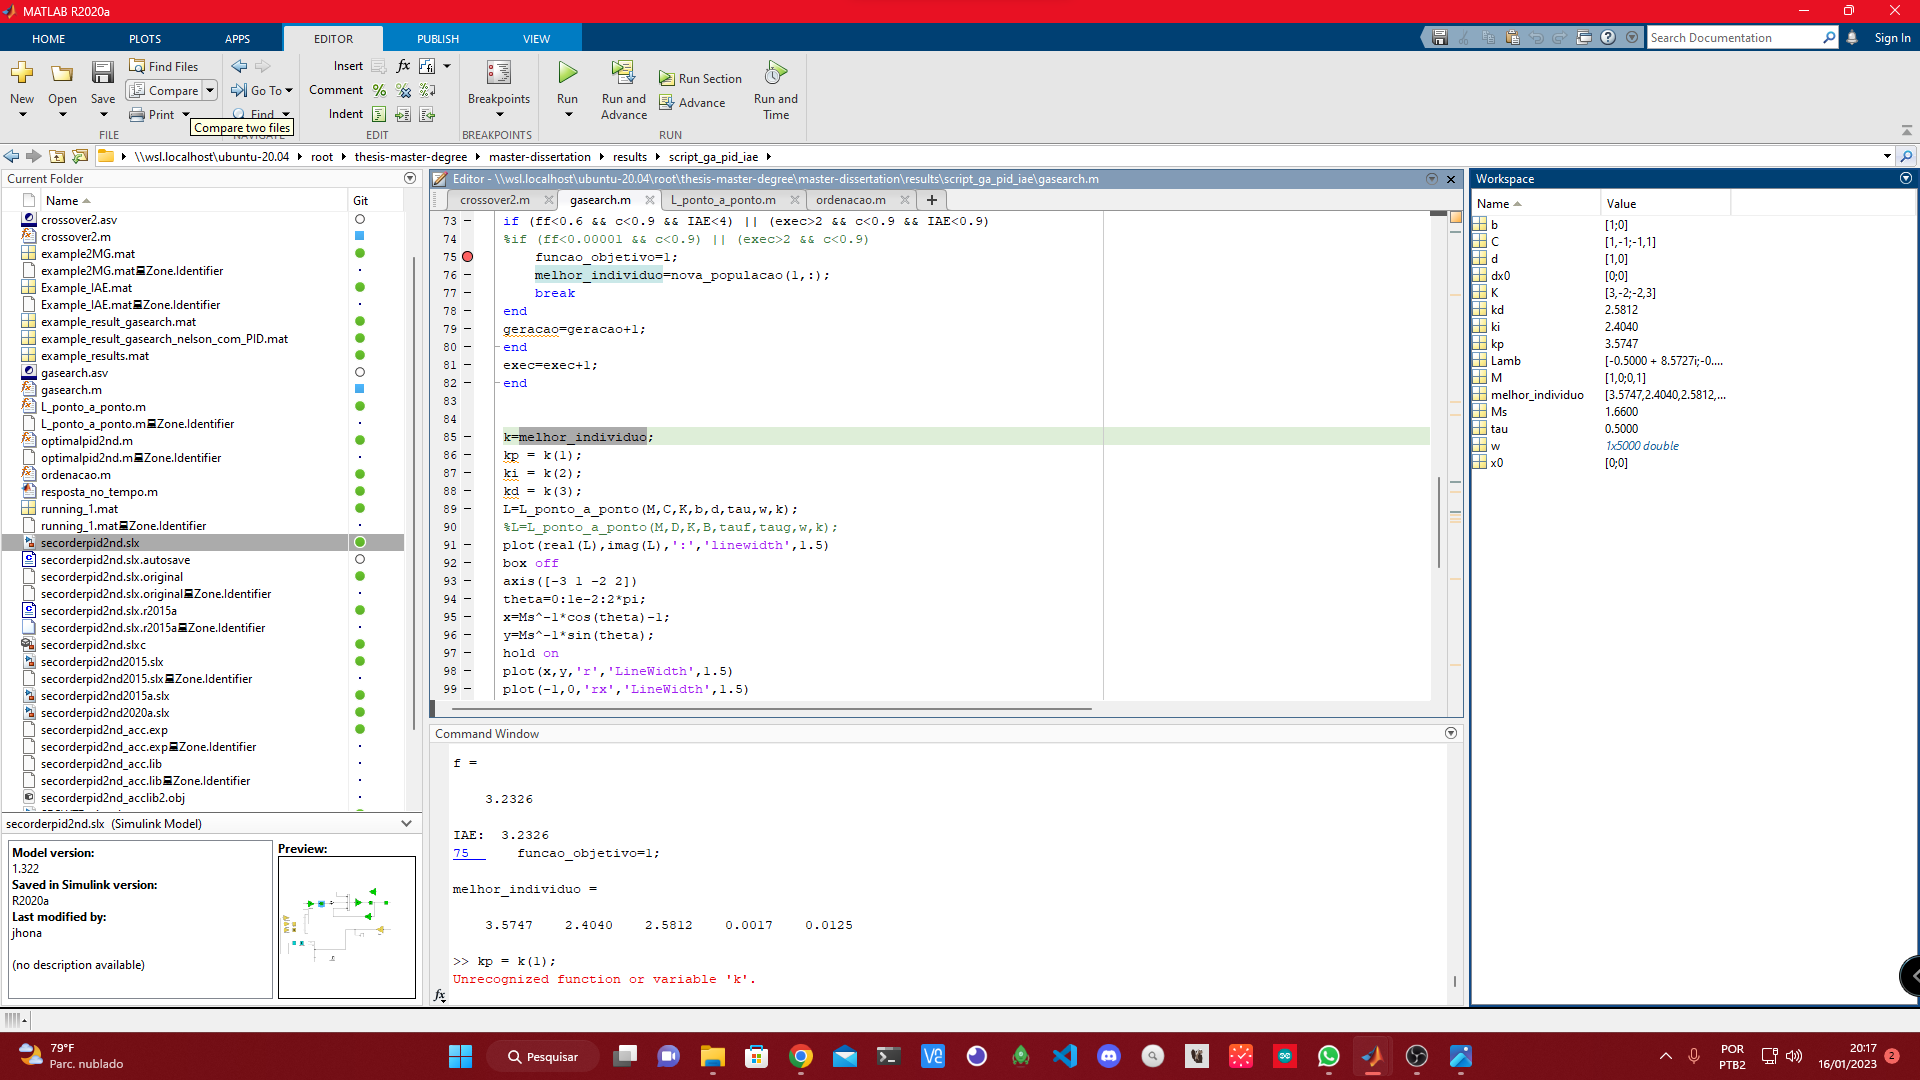 MATLAB R2020a
HOME PLOTS APPS EDITOR PUBLISH VIEW
Search Documentation
Sign In
New Open Save
Find Files
Compare
Print
Go To
Find
Compare two files
Insert
Comment
Indent
Breakpoints
Run
Run and Advance
Run Section
Advance
Run and Time
FILE NAVIGATE EDIT BREAKPOINTS RUN
\\wsl.localhost\ubuntu-20.04 root thesis-master-degree master-dissertation results script_ga_pid_iae
Current Folder
Name Git
crossover2.asv
crossover2.m
example2MG.mat
example2MG.mat Zone.Identifier
Example_IAE.mat
Example_IAE.mat Zone.Identifier
example_result_gasearch.mat
example_result_gasearch_nelson_com_PID.mat
example_results.mat
gasearch.asv
gasearch.m
L_ponto_a_ponto.m
L_ponto_a_ponto.m Zone.Identifier
optimalpid2nd.m
optimalpid2nd.m Zone.Identifier
ordenacao.m
resposta_no_tempo.m
running_1.mat
running_1.mat Zone.Identifier
secorderpid2nd.slx
secorderpid2nd.slx.autosave
secorderpid2nd.slx.original
secorderpid2nd.slx.original Zone.Identifier
secorderpid2nd.slx.r2015a
secorderpid2nd.slx.r2015a Zone.Identifier
secorderpid2nd.slxc
secorderpid2nd2015.slx
secorderpid2nd2015.slx Zone.Identifier
secorderpid2nd2015a.slx
secorderpid2nd2020a.slx
secorderpid2nd_acc.exp
secorderpid2nd_acc.exp Zone.Identifier
secorderpid2nd_acc.lib
secorderpid2nd_acc.lib Zone.Identifier
secorderpid2nd_acclib2.obj
secorderpid2nd.slx (Simulink Model)
Model version:
1.322
Saved in Simulink version:
R2020a
Last modified by:
jhona
(no description available)
Preview:
Editor - \\wsl.localhost\ubuntu-20.04\root\thesis-master-degree\master-dissertation\results\script_ga_pid_iae\gasearch.m
crossover2.m gasearch.m L_ponto_a_ponto.m ordenacao.m +
73 – if (ff<0.6 && c<0.9 && IAE<4) || (exec>2 && c<0.9 && IAE<0.9)
74 %if (ff<0.00001 && c<0.9) || (exec>2 && c<0.9)
75 funcao_objetivo=1;
76 – melhor_individuo=nova_populacao(1,:);
77 – break
78 – end
79 – geracao=geracao+1;
80 – end
81 – exec=exec+1;
82 – end
83
84
85 – k=melhor_individuo;
86 – kp = k(1);
87 – ki = k(2);
88 – kd = k(3);
89 – L=L_ponto_a_ponto(M,C,K,b,d,tau,w,k);
90 %L=L_ponto_a_ponto(M,D,K,B,tauf,taug,w,k);
91 – plot(real(L),imag(L),':','linewidth',1.5)
92 – box off
93 – axis([-3 1 -2 2])
94 – theta=0:1e-2:2*pi;
95 – x=Ms^-1*cos(theta)-1;
96 – y=Ms^-1*sin(theta);
97 – hold on
98 – plot(x,y,'r','LineWidth',1.5)
99 – plot(-1,0,'rx','LineWidth',1.5)
Command Window
f =
3.2326
IAE: 3.2326
75 funcao_objetivo=1;
melhor_individuo =
3.5747 2.4040 2.5812 0.0017 0.0125
>> kp = k(1);
Unrecognized function or variable 'k'.
fx
Workspace
Name Value
b [1;0]
C [1,-1;-1,1]
d [1,0]
dx0 [0;0]
K [3,-2;-2,3]
kd 2.5812
ki 2.4040
kp 3.5747
Lamb [-0.5000 + 8.5727i;-0....
M [1,0;0,1]
melhor_individuo [3.5747,2.4040,2.5812,...
Ms 1.6600
tau 0.5000
w 1x5000 double
x0 [0;0]
79°F
Parc. nublado
Pesquisar
POR
PTB2
20:17
16/01/2023
2